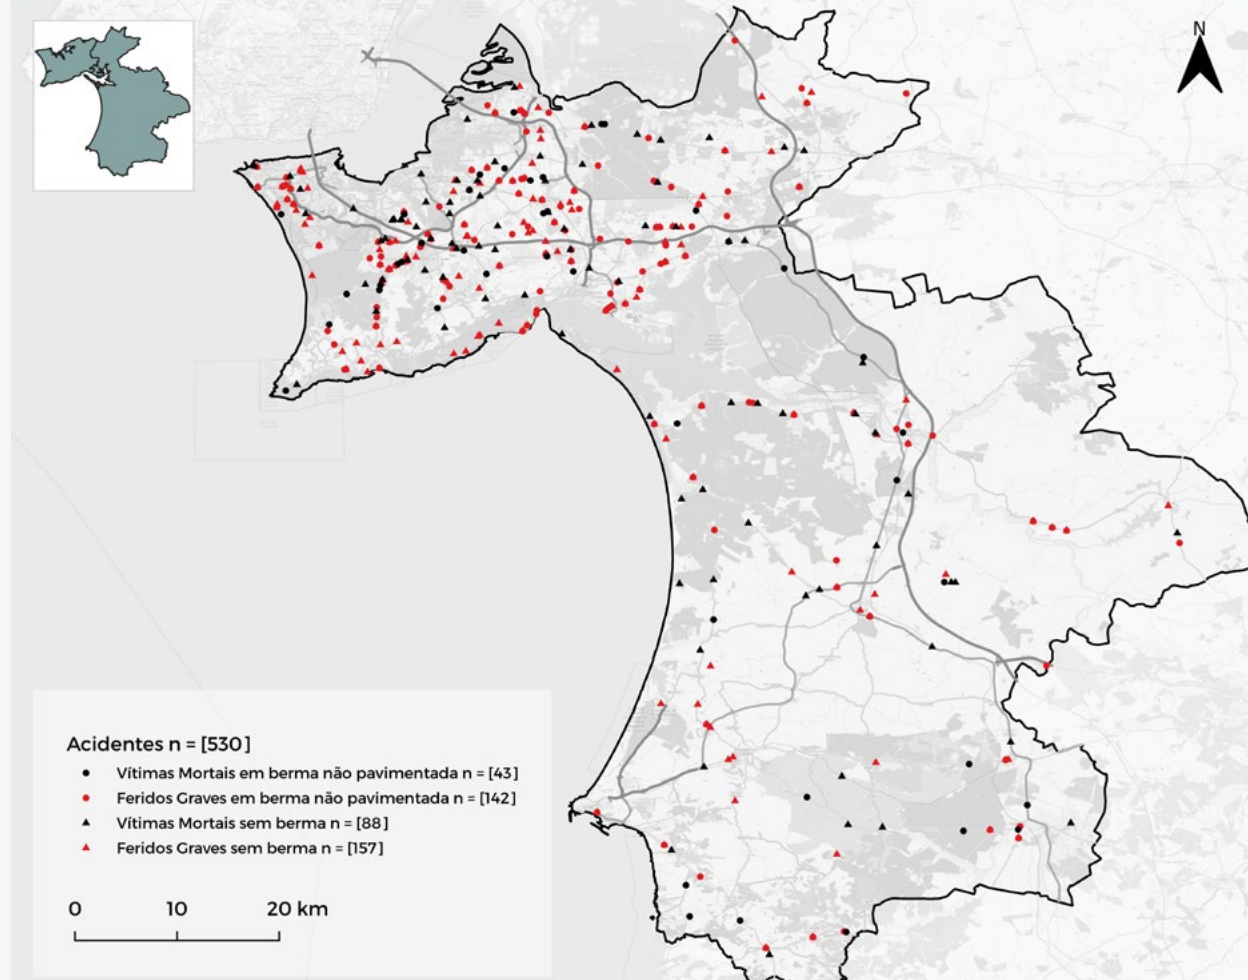 N
Acidentes n = [530]
Vítimas Mortais em berma não pavimentada n = [43]
Feridos Graves em berma não pavimentada n = [142]
Vítimas Mortais sem berma n = [88]
Feridos Graves sem berma n = [157]
0 10 20 km